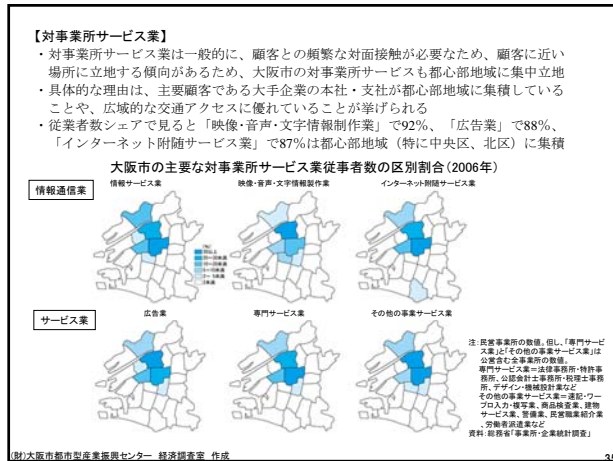 【対事業所サービス業】
・対事業所サービス業は一般的に、顧客との頻繁な対面接触が必要なため、顧客に近い
場所に立地する傾向があるため、大阪市の対事業所サービスも都心部地域に集中立地
・具体的な理由は、主要顧客である大手企業の本社・支社が都心部地域に集積している
ことや、広域的な交通アクセスに優れていることが挙げられる
・従業者数シェアで見ると「映像・音声・文字情報制作業」で92%、「広告業」で88%、
「インターネット附随サービス業」で87%は都心部地域（特に中央区、北区）に集積
大阪市の主要な対事業所サービス業従事者数の区別割合（2006年）
情報通信業
情報サービス業
映像・音声・文字情報製作業
インターネット附随サービス業
サービス業
広告業
専門サービス業
その他の事業サービス業
注：民営事業所の数値。但し、「専門サービ
ス業」と「その他の事業サービス業」は
公営含む全事業所の数値。
専門サービス業＝法律事務所・特許事
務所、公認会計士事務所・税理士事務
所、デザイン・機械設計業など
その他の事業サービス業＝速記・ワー
プロ入力・複写業、商品検査業、建物
サービス業、警備業、民営職業紹介業
、労働者派遣業など
資料：総務省「事業所・企業統計調査」
(財)大阪市都市型産業振興センター　経済調査室　作成